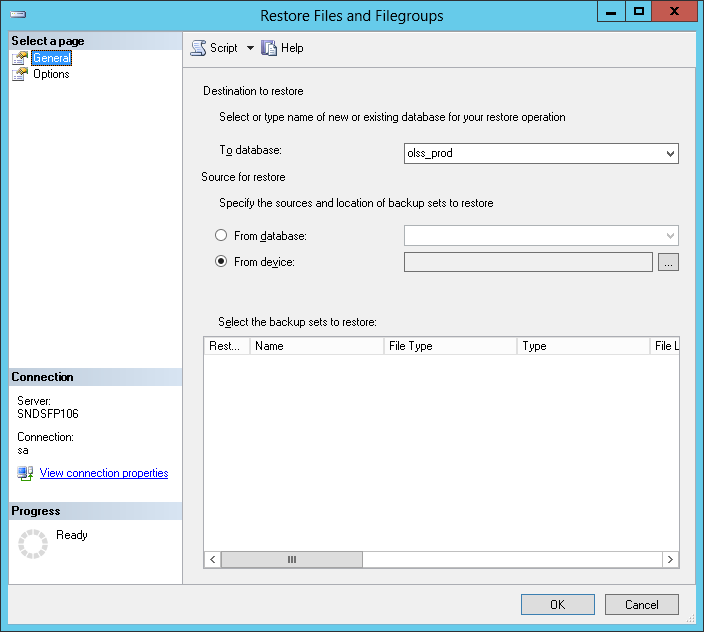 Restore Files and Filegroups
Select a page
General
Options
Script
Help
Destination to restore
Select or type name of new or existing database for your restore operation
To database:
olss_prod
Source for restore
Specify the sources and location of backup sets to restore
From database:
From device:
...
Select the backup sets to restore:
Rest... Name File Type Type File L
Connection
Server:
SNDSFP106
Connection:
sa
View connection properties
Progress
Ready
OK Cancel